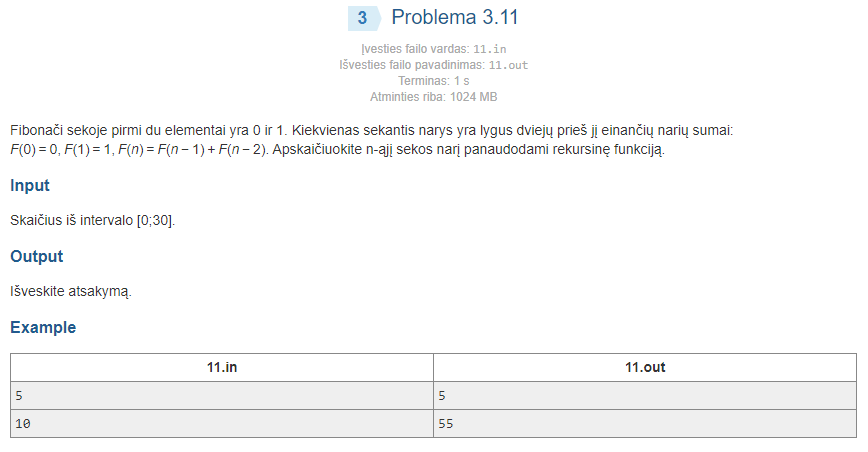 3 Problema 3.11
Įvesties failo vardas: 11.in
Išvesties failo pavadinimas: 11.out
Terminas: 1 s
Atminties riba: 1024 MB
Fibonači sekoje pirmi du elementai yra 0 ir 1. Kiekvienas sekantis narys yra lygus dviejų prieš jį einančių narių sumai:
F(0) = 0, F(1) = 1, F(n) = F(n − 1) + F(n − 2). Apskaičiuokite n-ąjį sekos narį panaudodami rekursinę funkciją.
Input
Skaičius iš intervalo [0;30].
Output
Išveskite atsakymą.
Example
11.in 11.out
5 5
10 55